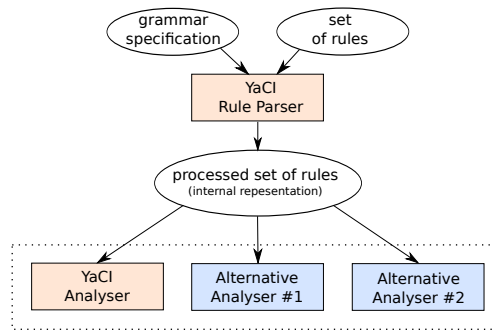 grammar
specification
set
of rules
YaCI
Rule Parser
processed set of rules
(internal repesentation)
YaCI
Analyser
Alternative
Analyser #1
Alternative
Analyser #2